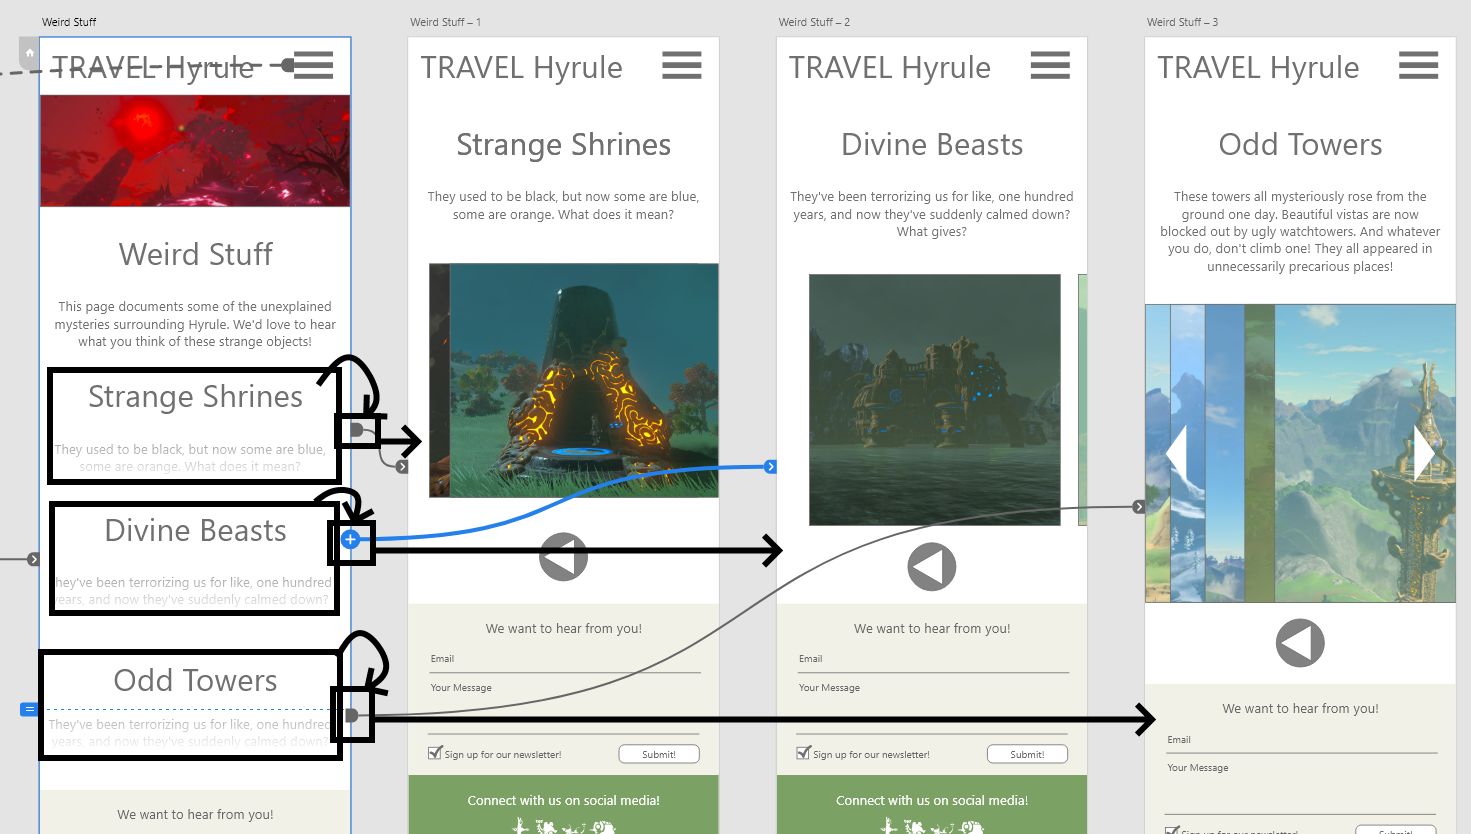 Weird Stuff
TRAVEL Hyrule
Weird Stuff
This page documents some of the unexplained
mysteries surrounding Hyrule. We'd love to hear
what you think of these strange objects!
Strange Shrines
They used to be black, but now some are blue,
some are orange. What does it mean?
Divine Beasts
hey've been terrorizing us for like, one hundred
years, and now they've suddenly calmed down?
Odd Towers
They've been terrorizing us for like, one hundred
years, and now they've suddenly calmed down?
We want to hear from you!
Weird Stuff – 1
TRAVEL Hyrule
Strange Shrines
They used to be black, but now some are blue,
some are orange. What does it mean?
We want to hear from you!
Email
Your Message
Sign up for our newsletter!
Submit!
Connect with us on social media!
Weird Stuff – 2
TRAVEL Hyrule
Divine Beasts
They've been terrorizing us for like, one hundred
years, and now they've suddenly calmed down?
What gives?
We want to hear from you!
Email
Your Message
Sign up for our newsletter!
Submit!
Connect with us on social media!
Weird Stuff – 3
TRAVEL Hyrule
Odd Towers
These towers all mysteriously rose from the
ground one day. Beautiful vistas are now
blocked out by ugly watchtowers. And whatever
you do, don't climb one! They all appeared in
unnecessarily precarious places!
We want to hear from you!
Email
Your Message
Sign up for our newsletter!
Submit!